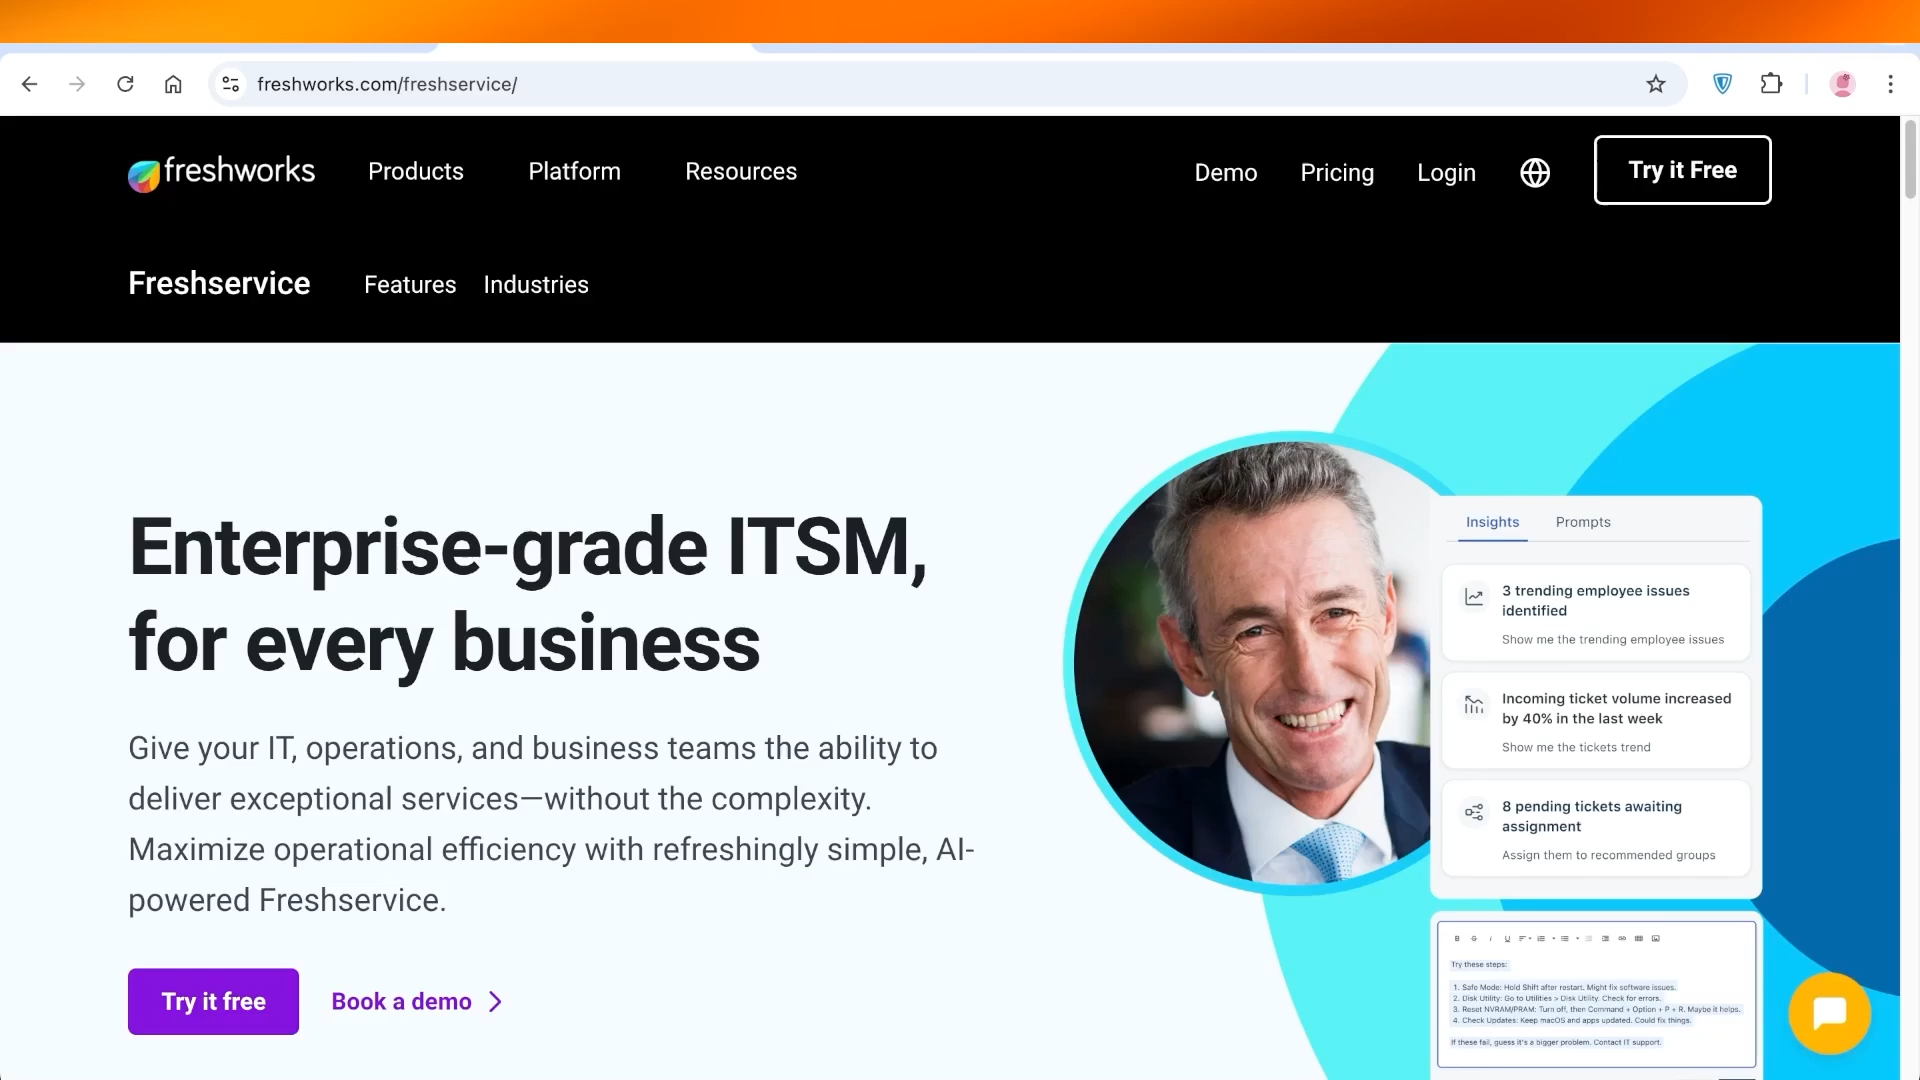 freshworks.com/freshservice/
freshworks Products Platform Resources Demo Pricing Login Try it Free
Freshservice Features Industries
Enterprise-grade ITSM,
for every business
Give your IT, operations, and business teams the ability to
deliver exceptional services—without the complexity.
Maximize operational efficiency with refreshingly simple, AI-
powered Freshservice.
Try it free Book a demo
Insights Prompts
3 trending employee issues
identified
Show me the trending employee issues
Incoming ticket volume increased
by 40% in the last week
Show me the tickets trend
8 pending tickets awaiting
assignment
Assign them to recommended groups
B S I U
Try these steps:
1. Safe Mode: Hold Shift after restart. Might fix software issues.
2. Disk Utility: Go to Utilities > Disk Utility. Check for errors.
3. Reset NVRAM/PRAM: Turn off, then Command + Option + P + R. Maybe it helps.
4. Check Updates: Keep macOS and apps updated. Could fix things.
If these fail, guess it's a bigger problem. Contact IT support.